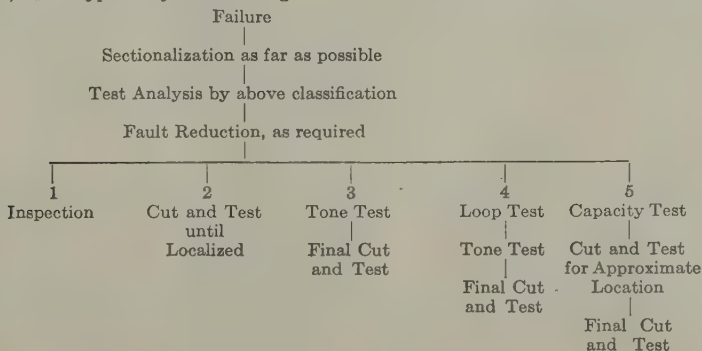 Failure
Sectionalization as far as possible
Test Analysis by above classification
Fault Reduction, as required
1
Inspection
2
Cut and Test
until
Localized
3
Tone Test
Final Cut
and Test
4
Loop Test
Tone Test
Final Cut
and Test
5
Capacity Test
Cut and Test
for Approximate
Location
Final Cut
and Test